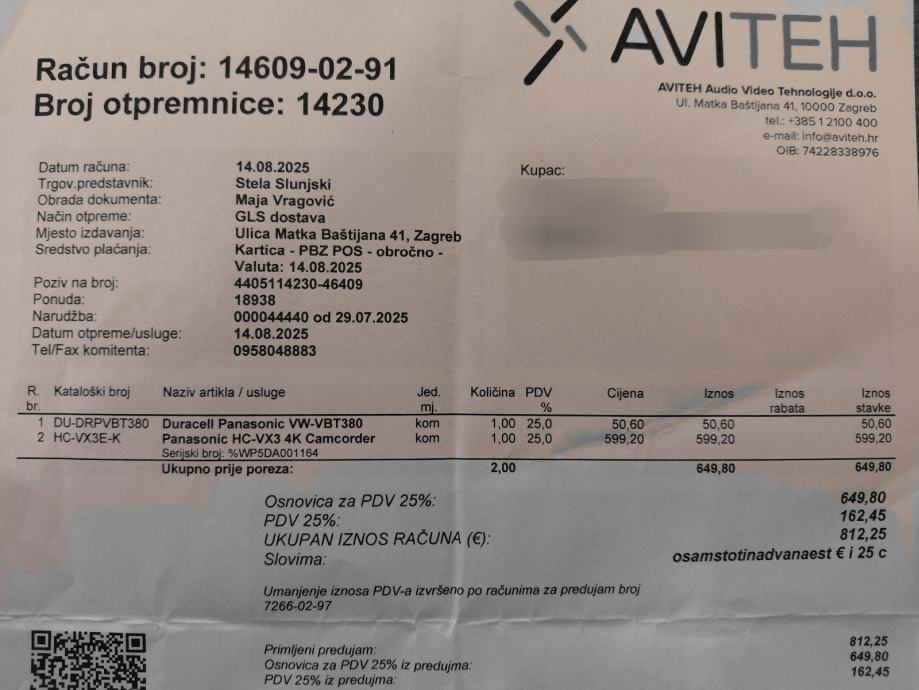 Račun broj: 14609-02-91
Broj otpremnice: 14230
AVITEH
AVITEH Audio Video Tehnologije d.o.o.
Ul. Matka Baštijana 41, 10000 Zagreb
tel.: +385 1 2100 400
e-mail: info@aviteh.hr
OIB: 74228338976
Datum računa: 14.08.2025
Trgov.predstavnik: Stela Slunjski
Obrada dokumenta: Maja Vragović
Način otpreme: GLS dostava
Mjesto izdavanja: Ulica Matka Baštijana 41, Zagreb
Sredstvo plaćanja: Kartica - PBZ POS - obročno -
Valuta: 14.08.2025
Poziv na broj: 4405114230-46409
Ponuda: 18938
Narudžba: 000044440 od 29.07.2025
Datum otpreme/usluge: 14.08.2025
Tel/Fax komitenta: 0958048883
Kupac:
R. br. Kataloški broj Naziv artikla / usluge Jed. mj. Količina PDV % Cijena Iznos Iznos rabata Iznos stavke
1 DU-DRPVBT380 Duracell Panasonic VW-VBT380 kom 1,00 25,0 50,60 50,60 50,60
2 HC-VX3E-K Panasonic HC-VX3 4K Camcorder kom 1,00 25,0 599,20 599,20 599,20
Serijski broj: %WP5DA001164
Ukupno prije poreza: 2,00 649,80 649,80
Osnovica za PDV 25%: 649,80
PDV 25%: 162,45
UKUPAN IZNOS RAČUNA (€): 812,25
Slovima: osamstotinadvanaest € i 25 c
Umanjenje iznosa PDV-a izvršeno po računima za predujam broj
7266-02-97
Primljeni predujam: 812,25
Osnovica za PDV 25% iz predujma: 649,80
PDV 25% iz predujma: 162,45